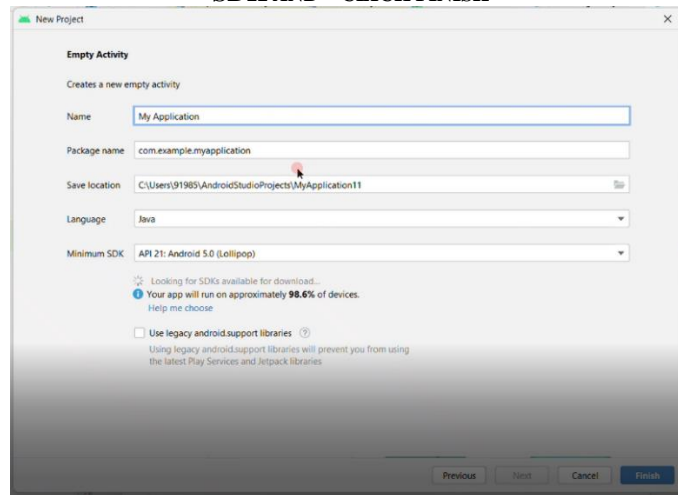 New Project
Empty Activity
Creates a new empty activity
Name My Application
Package name com.example.myapplication
Save location C:\Users\91985\AndroidStudioProjects\MyApplication11
Language Java
Minimum SDK API 21: Android 5.0 (Lollipop)
Looking for SDKs available for download...
Your app will run on approximately 98.6% of devices.
Help me choose
Use legacy android.support libraries
Using legacy android.support libraries will prevent you from using
the latest Play Services and Jetpack libraries
Previous Next Cancel Finish